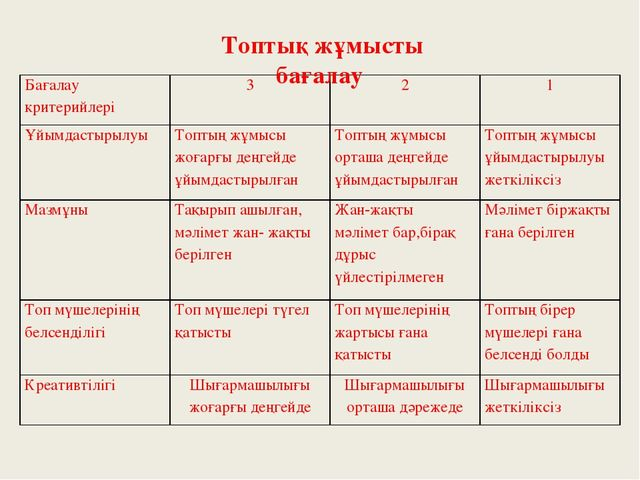 Топтық жұмысты
бағалау
Бағалау
критерийлері
3
2
1
Ұйымдастырылуы
Топтың жұмысы
жоғарғы деңгейде
ұйымдастырылған
Топтың жұмысы
орташа деңгейде
ұйымдастырылған
Топтың жұмысы
ұйымдастырылуы
жеткіліксіз
Мазмұны
Тақырып ашылған,
мәлімет жан- жақты
берілген
Жан-жақты
мәлімет бар,бірақ
дұрыс
үйлестірілмеген
Мәлімет біржақты
ғана берілген
Топ мүшелерінің
белсенділігі
Топ мүшелері түгел
қатысты
Топ мүшелерінің
жартысы ғана
қатысты
Топтың бірер
мүшелері ғана
белсенді болды
Креативтілігі
Шығармашылығы
жоғарғы деңгейде
Шығармашылығы
орташа дәрежеде
Шығармашылығы
жеткіліксіз